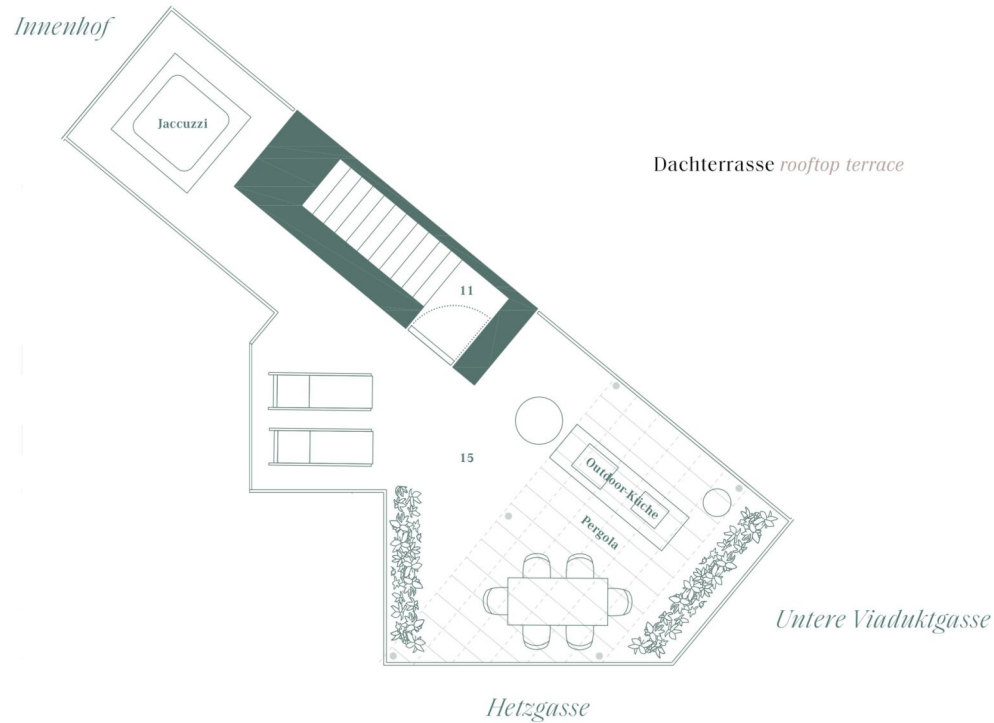 Innenhof
Jaccuzzi
Dachterrasse rooftop terrace
11
15
Outdoor-Küche
Pergola
Untere Viaduktgasse
Hetzgasse